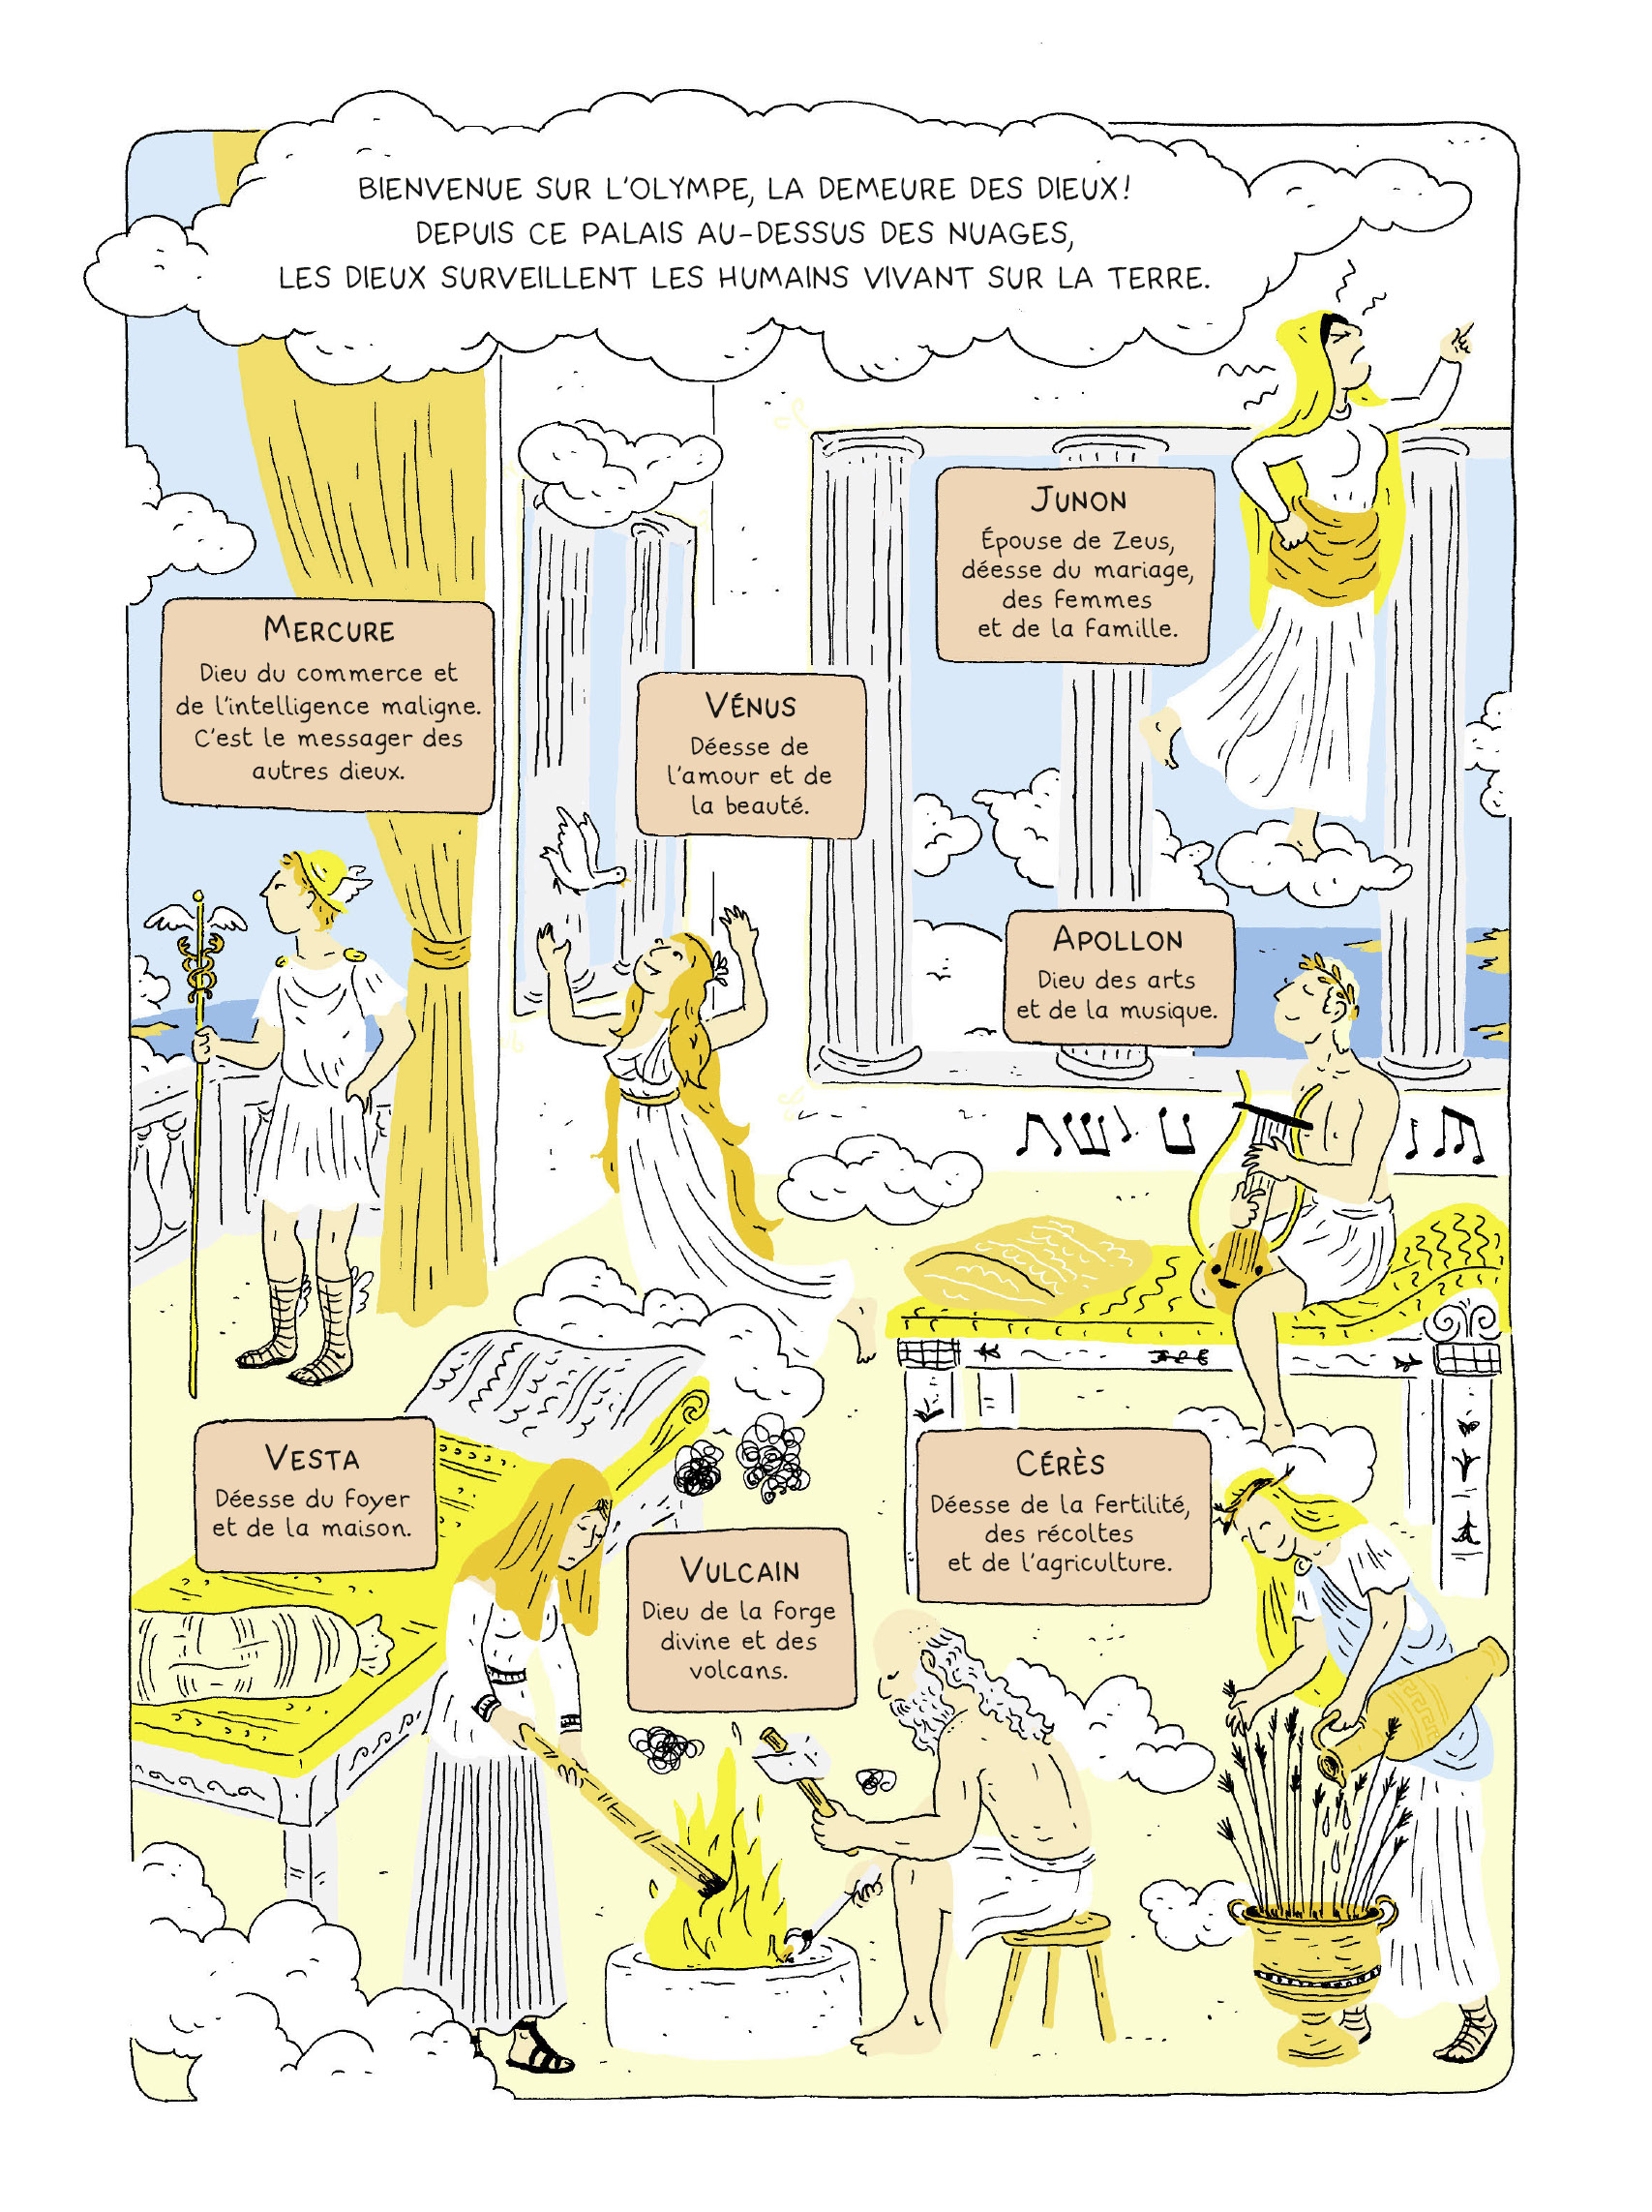 BIENVENUE SUR L'OLYMPE, LA DEMEURE DES DIEUX!
DEPUIS CE PALAIS AU-DESSUS DES NUAGES,
LES DIEUX SURVEILLENT LES HUMAINS VIVANT SUR LA TERRE.
JUNON
Épouse de Zeus,
déesse du mariage,
des femmes
et de la famille.
MERCURE
Dieu du commerce et
de l'intelligence maligne.
C'est le messager des
autres dieux.
VÉNUS
Déesse de
l'amour et de
la beauté.
APOLLON
Dieu des arts
et de la musique.
VESTA
Déesse du foyer
et de la maison.
CÉRÈS
Déesse de la fertilité,
des récoltes
et de l'agriculture.
VULCAIN
Dieu de la forge
divine et des
volcans.